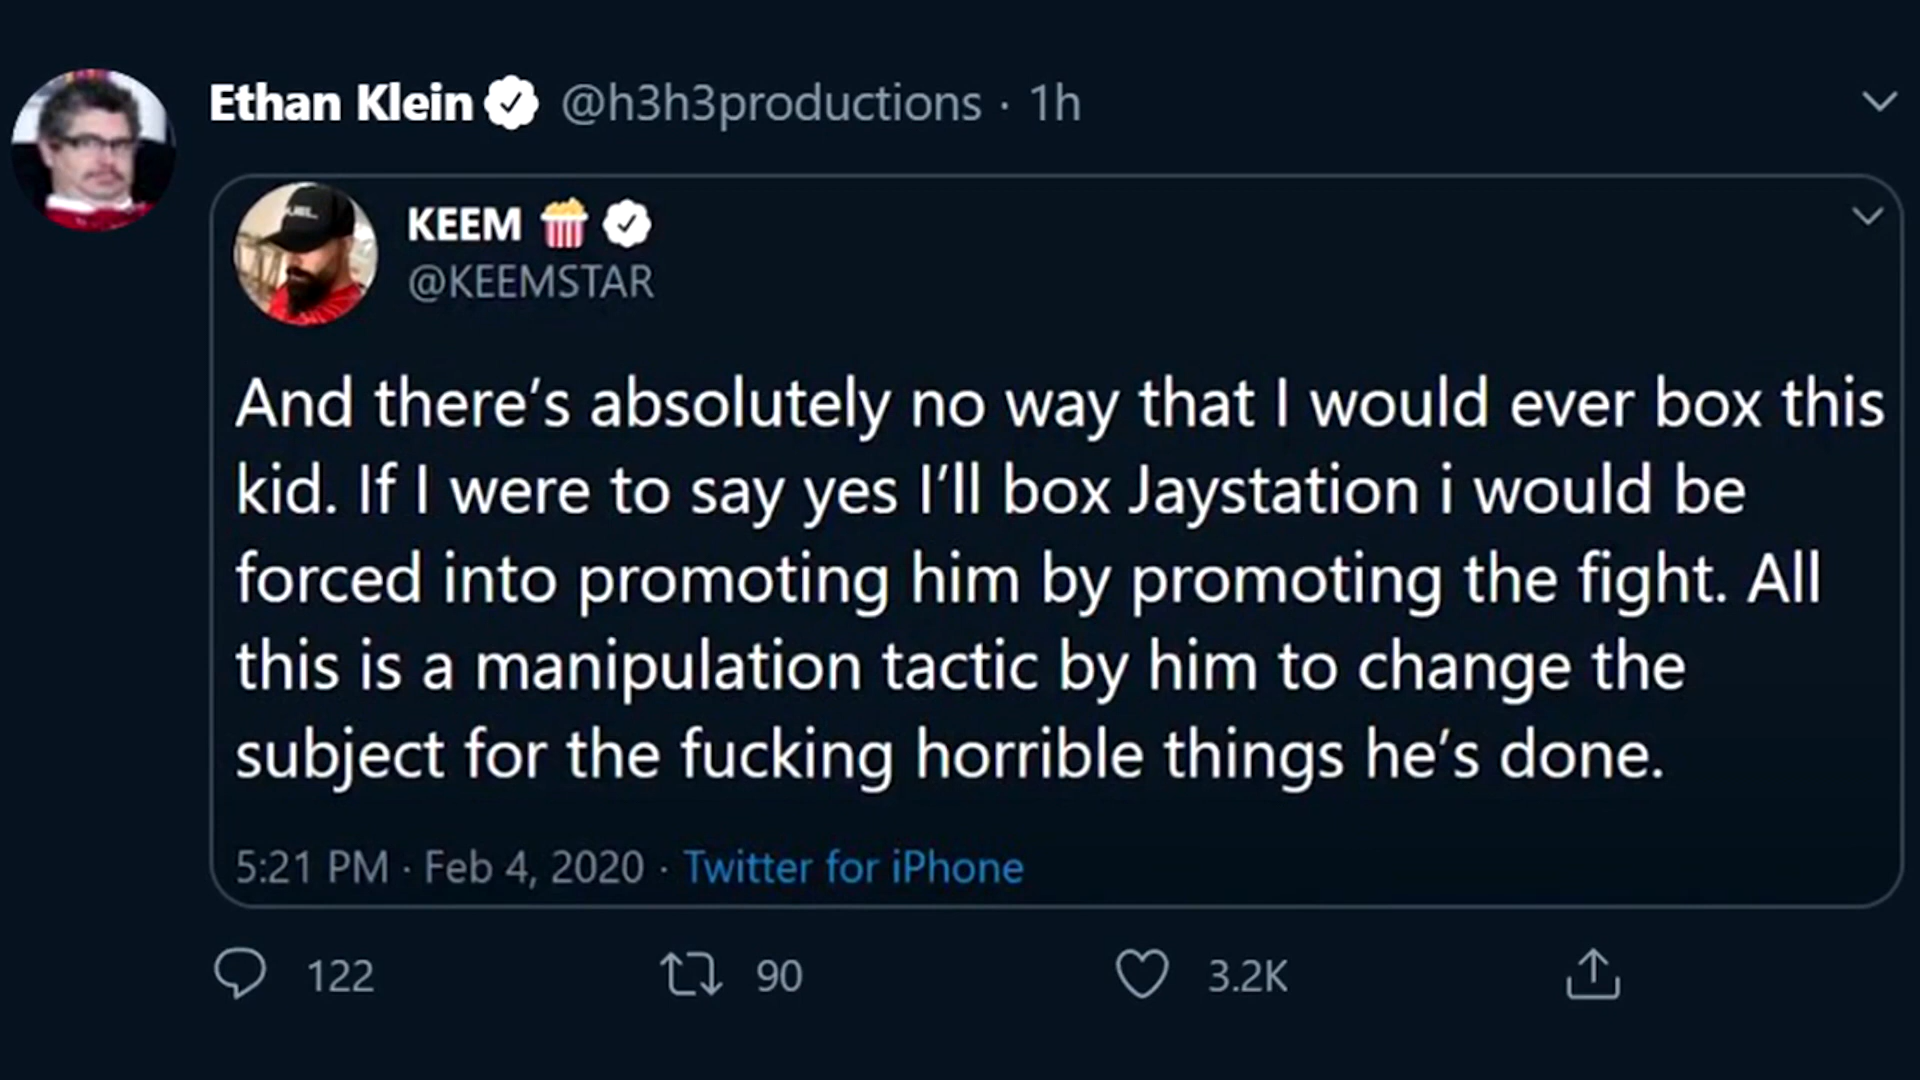 Ethan Klein @h3h3productions · 1h
KEEM 🍿
@KEEMSTAR
And there’s absolutely no way that I would ever box this
kid. If I were to say yes I’ll box Jaystation i would be
forced into promoting him by promoting the fight. All
this is a manipulation tactic by him to change the
subject for the fucking horrible things he’s done.
5:21 PM · Feb 4, 2020 · Twitter for iPhone
122 90 3.2K